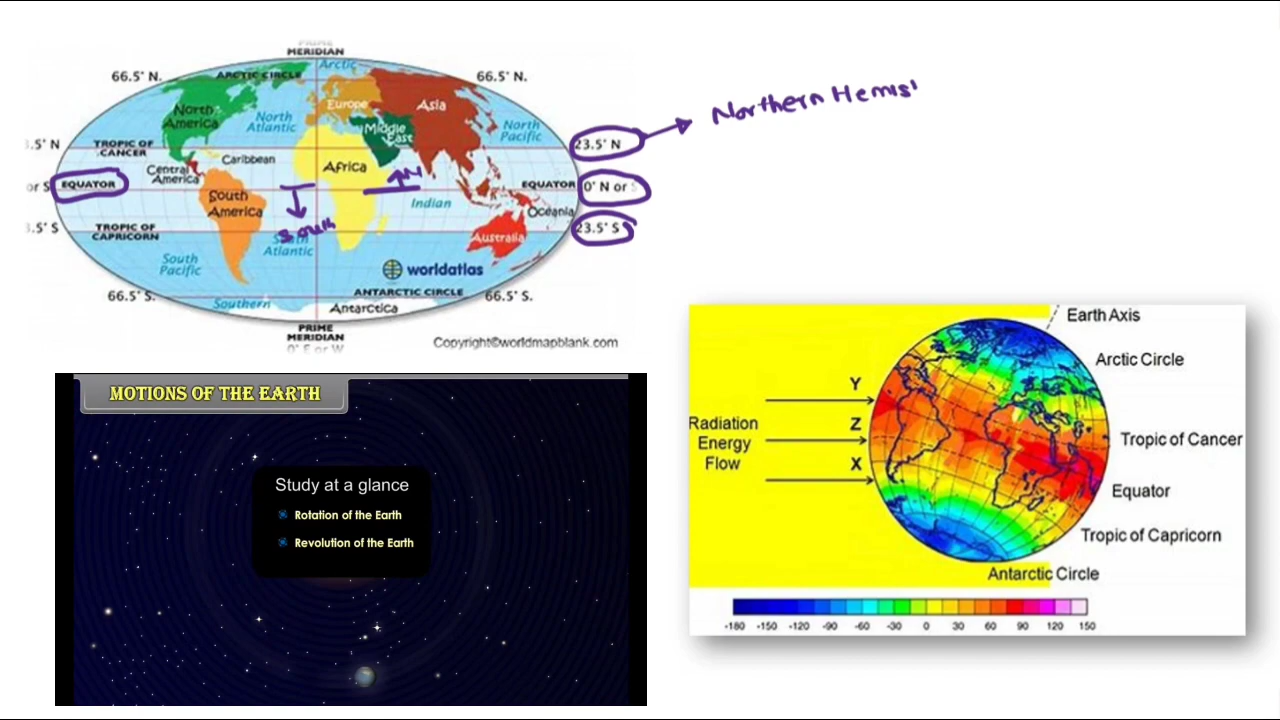 PRIME
MERIDIAN
Arctic
66.5° N.
ARCTIC CIRCLE
66.5° N.
North
America
North
Atlantic
Europe
Asia
Middle
East
North
Pacific
.5° N
TROPIC OF
CANCER
23.5° N
Northern Hemis
Caribbean
Central
America
Africa
N
or S
EQUATOR
EQUATOR
0° N or S
South
America
Indian
Oceania
South
3.5° S
TROPIC OF
CAPRICORN
South
Atlantic
Australia
23.5° S
South
Pacific
worldatlas
66.5° S.
Southern
ANTARCTIC CIRCLE
66.5° S.
Antarctica
PRIME
MERIDIAN
0° E or W
Copyright©worldmapblank.com
MOTIONS OF THE EARTH
Study at a glance
Rotation of the Earth
Revolution of the Earth
Earth Axis
Arctic Circle
Y
Radiation
Energy
Flow
Z
X
Tropic of Cancer
Equator
Tropic of Capricorn
Antarctic Circle
-180 -150 -120 -90 -60 -30 0 30 60 90 120 150